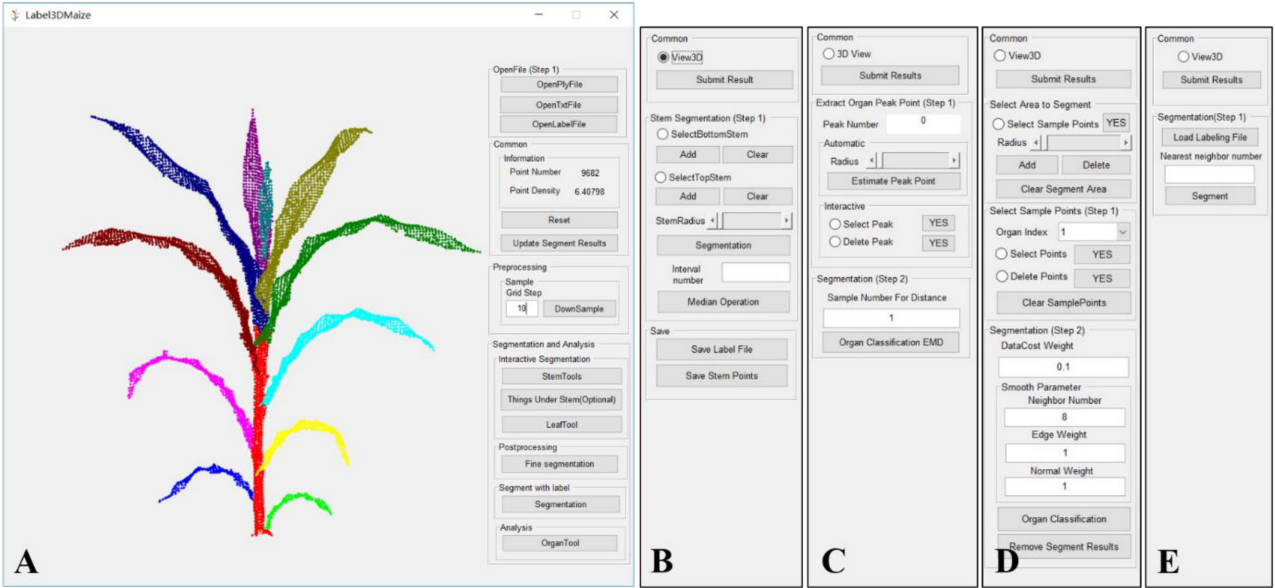 Label3DMaize
OpenFile (Step 1)
OpenPlyFile
OpenTxtFile
OpenLabelFile
Common
Information
Point Number 9682
Point Density 6.40798
Reset
Update Segment Results
Preprocessing
Sample
Grid Step
10 DownSample
Segmentation and Analysis
Interactive Segmentation
StemTools
Things Under Stem(Optional)
LeafTool
Postprocessing
Fine segmentation
Segment with label
Segmentation
Analysis
OrganTool
A
Common
View3D
Submit Result
Stem Segmentation (Step 1)
SelectBottomStem
Add Clear
SelectTopStem
Add Clear
StemRadius
Segmentation
Interval
number
Median Operation
Save
Save Label File
Save Stem Points
B
Common
3D View
Submit Results
Extract Organ Peak Point (Step 1)
Peak Number 0
Automatic
Radius
Estimate Peak Point
Interactive
Select Peak YES
Delete Peak YES
Segmentation (Step 2)
Sample Number For Distance
1
Organ Classification EMD
C
Common
View3D
Submit Results
Select Area to Segment
Select Sample Points YES
Radius
Add Delete
Clear Segment Area
Select Sample Points (Step 1)
Organ Index 1
Select Points YES
Delete Points YES
Clear SamplePoints
Segmentation (Step 2)
DataCost Weight
0.1
Smooth Parameter
Neighbor Number
8
Edge Weight
1
Normal Weight
1
Organ Classification
Remove Segment Results
D
Common
View3D
Submit Results
Segmentation(Step 1)
Load Labeling File
Nearest neighbor number
Segment
E